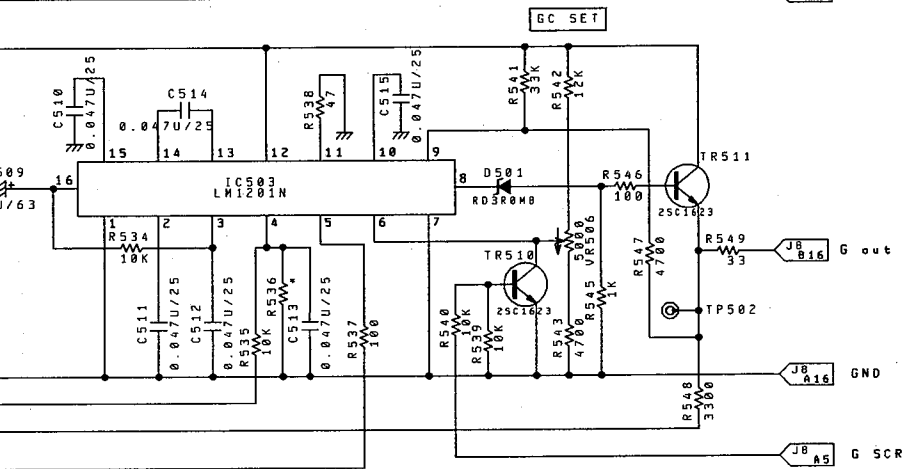 GC SET
R541
33K
R542
12K
C510
0.047U/25
C514
0.047U/25
R538
47
C515
0.047U/25
15
14
13
12
11
10
9
TR511
509
U/63
16
IC503
LM1201N
8
D501
RD3R0MB
R546
100
2SC1623
1
2
3
4
5
6
7
R534
10K
5000
VR506
R547
4700
R549
33
J8
B16
G out
TR510
2SC1623
R545
1K
TP502
C511
0.047U/25
C512
0.047U/25
R535
10K
R536
*
C513
0.047U/25
R537
100
R540
10K
R539
10K
R543
4700
J8
A16
GND
R548
3300
J8
A5
G SCR